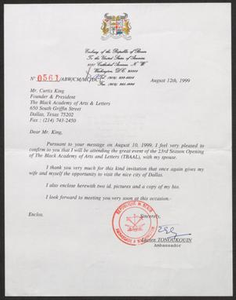 Embassy of the Republic of Benin
To the United States of America
2737 Cathedral Avenue, N. W.
Washington, D.C. 20008
N° 0561
August 12th, 1999
Mr. Curtis King
Founder & President
The Black Academy of Arts & Letters
650 South Griffin Street
Dallas, Texas 75202
Fax : (214) 743-2450
Dear Mr. King,
Pursuant to your message on August 10, 1999, I feel very pleased to
confirm to you that I will be attending the great event of the 23rd Season Opening
of The Black Academy of Arts and Letters (TBAAL), with my spouse.
I thank you very much for this kind invitation that once again gives my
wife and myself the opportunity to visit the nice city of Dallas.
I also enclose herewith two id. pictures and a copy of my bio.
I look forward to meeting you very soon at this occasion.
Enclos.
Sincerely,
Lucien TONOUKOUIN
Ambassador